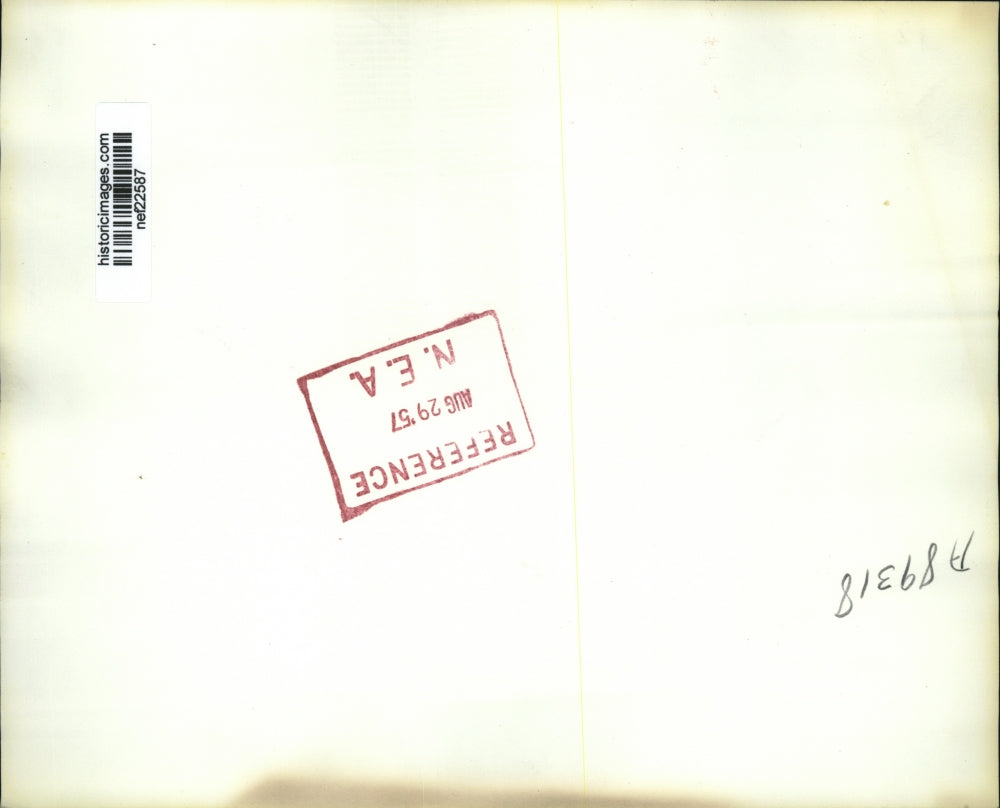 historicimages.com
nef22587
REFERENCE
AUG 29 '57
N. E. A.
A89318